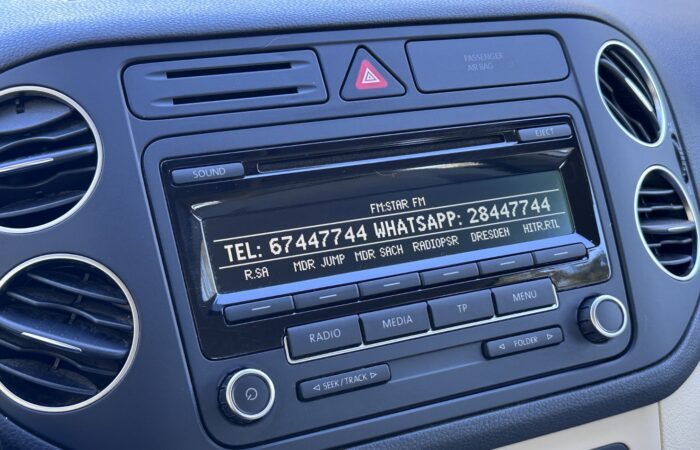 PASSENGER
AIR BAG
SOUND
EJECT
FM:STAR FM
TEL: 67447744 WHATSAPP: 28447744
R.SA MDR JUMP MDR SACH RADIOPSR DRESDEN HITR.RTL
RADIO MEDIA TP MENU
◁ SEEK/TRACK ▷
◁ FOLDER ▷